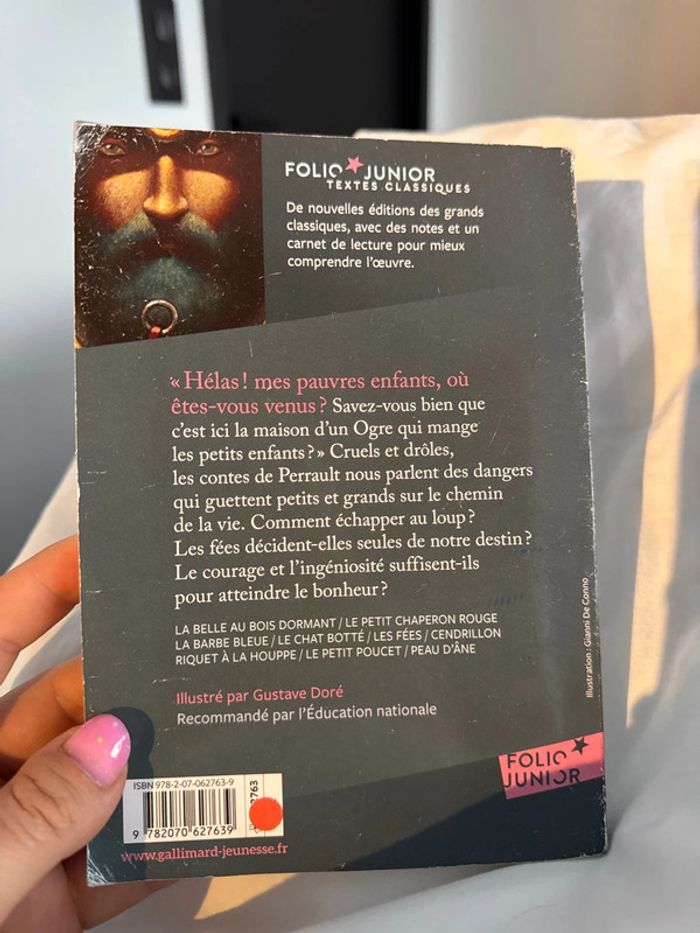 FOLIO JUNIOR
TEXTES CLASSIQUES
De nouvelles éditions des grands
classiques, avec des notes et un
carnet de lecture pour mieux
comprendre l'œuvre.
« Hélas ! mes pauvres enfants, où
êtes-vous venus ? Savez-vous bien que
c'est ici la maison d'un Ogre qui mange
les petits enfants ? » Cruels et drôles,
les contes de Perrault nous parlent des dangers
qui guettent petits et grands sur le chemin
de la vie. Comment échapper au loup ?
Les fées décident-elles seules de notre destin ?
Le courage et l'ingéniosité suffisent-ils
pour atteindre le bonheur ?
LA BELLE AU BOIS DORMANT / LE PETIT CHAPERON ROUGE
LA BARBE BLEUE / LE CHAT BOTTÉ / LES FÉES / CENDRILLON
RIQUET À LA HOUPPE / LE PETIT POUCET / PEAU D'ÂNE
Illustré par Gustave Doré
Recommandé par l'Éducation nationale
Illustration : Gianni De Conno
FOLIO
JUNIOR
ISBN 978-2-07-062763-9
9 782070 627639
www.gallimard-jeunesse.fr